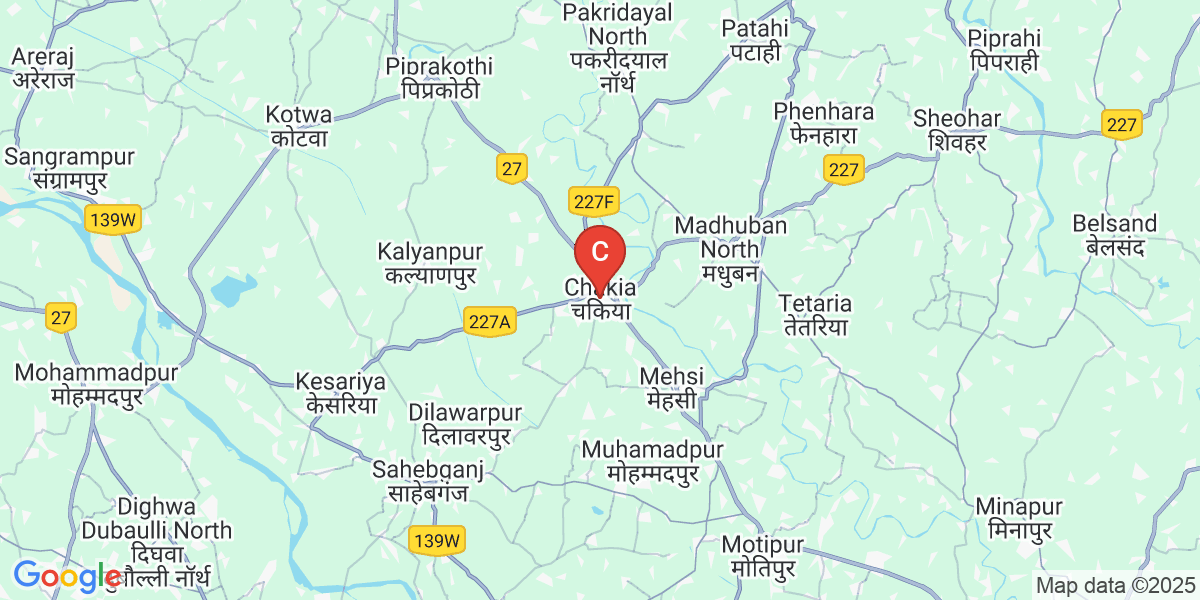 Pakridayal
North
पकरीदयाल
नॉर्थ
Patahi
पटाही
Piprahi
पिपराही
Areraj
अरेराज
Piprakothi
पिप्रकोठी
Kotwa
कोटवा
Phenhara
फेनहारा
Sheohar
शिवहर
227
Sangrampur
संग्रामपुर
27
227
227F
139W
Madhuban
North
मधुबन
Belsand
बेलसंद
Kalyanpur
कल्याणपुर
C
Chakia
चकिया
27
227A
Tetaria
तेतरिया
Mohammadpur
मोहम्मदपुर
Kesariya
केसरिया
Mehsi
मेहसी
Dilawarpur
दिलावरपुर
Muhamadpur
मोहम्मदपुर
Sahebganj
साहेबगंज
Dighwa
Dubaulli North
दिघवा
नॉर्थ
139W
Minapur
मिनापुर
Motipur
मोतिपुर
Google
Map data ©2025